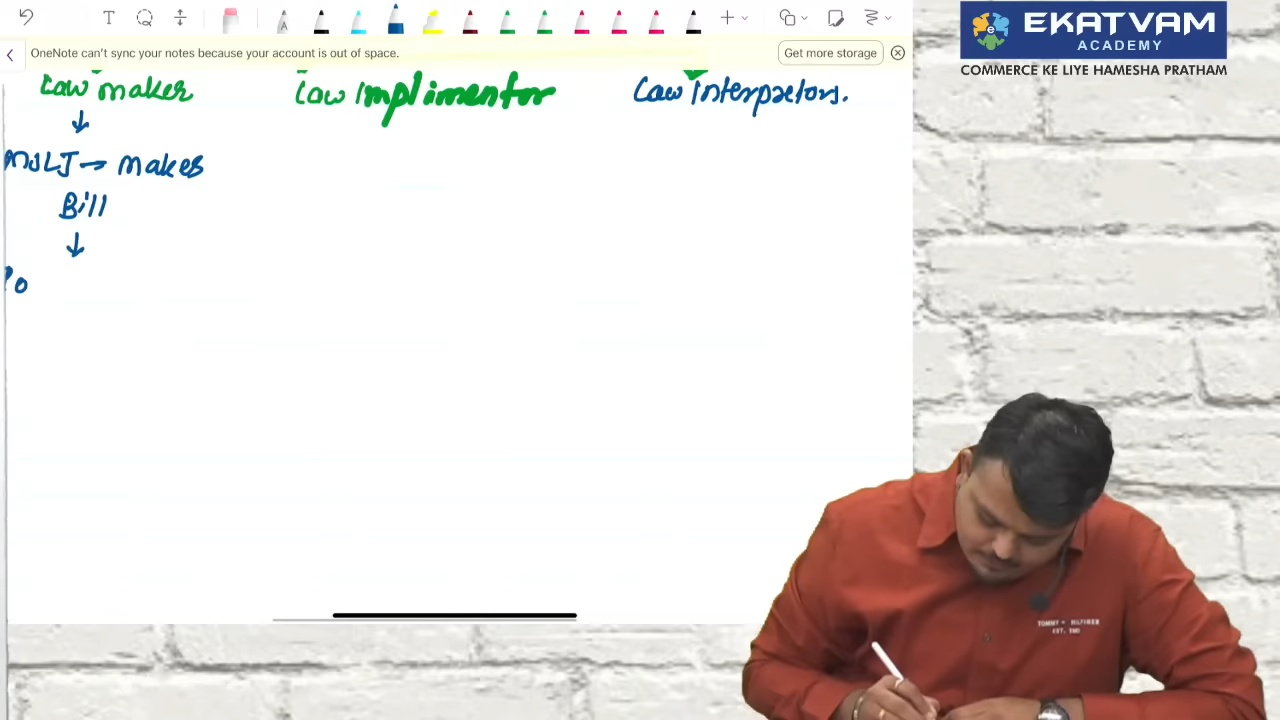 EKATVAM
ACADEMY
COMMERCE KE LIYE HAMESHA PRATHAM
OneNote can't sync your notes because your account is out of space.
Get more storage
Law maker
Law implimentor
Law interpretors.
→ makes
Bill
TOMMY HILFIGER